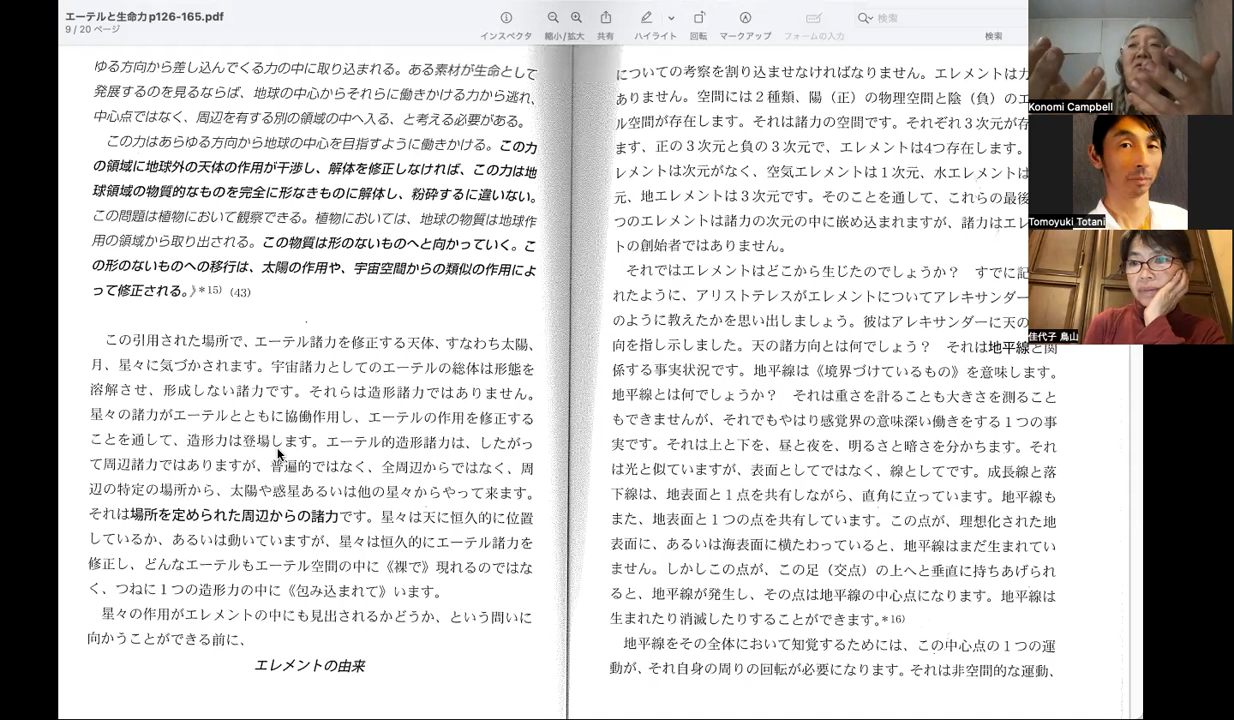 エーテルと生命力p126-165.pdf
9 / 20 ページ
インスペクタ
縮小/拡大
共有
ハイライト
回転
マークアップ
フォームの入力
検索
検索
ゆる方向から差し込んでくる力の中に取り込まれる。ある素材が生命として
発展するのを見るならば、地球の中心からそれらに働きかける力から逃れ、
中心点ではなく、周辺を有する別の領域の中へ入る、と考える必要がある。
この力はあらゆる方向から地球の中心を目指すように働きかける。この力
の領域に地球外の天体の作用が干渉し、解体を修正しなければ、この力は地
球領域の物質的なものを完全に形なきものに解体し、粉砕するに違いない。
この問題は植物において観察できる。植物においては、地球の物質は地球作
用の領域から取り出される。この物質は形のないものへと向かっていく。こ
の形のないものへの移行は、太陽の作用や、宇宙空間からの類似の作用によ
って修正される。》*15) (43)
この引用された場所で、エーテル諸力を修正する天体、すなわち太陽、
月、星々に気づかされます。宇宙諸力としてのエーテルの総体は形態を
溶解させ、形成しない諸力です。それらは造形諸力ではありません。
星々の諸力がエーテルとともに協働作用し、エーテルの作用を修正する
ことを通して、造形力は登場します。エーテル的造形諸力は、したがっ
て周辺諸力ではありますが、普遍的ではなく、全周辺からではなく、周
辺の特定の場所から、太陽や惑星あるいは他の星々からやって来ます。
それは場所を定められた周辺からの諸力です。星々は天に恒久的に位置
しているか、あるいは動いていますが、星々は恒久的にエーテル諸力を
修正し、どんなエーテルもエーテル空間の中に《裸で》現れるのではな
く、つねに１つの造形力の中に《包み込まれて》います。
星々の作用がエレメントの中にも見出されるかどうか、という問いに
向かうことができる前に、
エレメントの由来
についての考察を割り込ませなければなりません。エレメントは力
ありません。空間には２種類、陽（正）の物理空間と陰（負）のエ
ル空間が存在します。それは諸力の空間です。それぞれ３次元が存
ます、正の３次元と負の３次元で、エレメントは4つ存在します。
レメントは次元がなく、空気エレメントは１次元、水エレメントは
元、地エレメントは３次元です。そのことを通して、これらの最後
つのエレメントは諸力の次元の中に嵌め込まれますが、諸力はエレ
トの創始者ではありません。
それではエレメントはどこから生じたのでしょうか？　すでに記
れたように、アリストテレスがエレメントについてアレキサンダー
のように教えたかを思い出しましょう。彼はアレキサンダーに天の
向を指し示しました。天の諸方向とは何でしょう？　それは地平線と関
係する事実状況です。地平線は《境界づけているもの》を意味します。
地平線とは何でしょうか？　それは重さを計ることも大きさを測ること
もできませんが、それでもやはり感覚界の意味深い働きをする１つの事
実です。それは上と下を、昼と夜を、明るさと暗さを分かちます。それ
は光と似ていますが、表面としてではなく、線としてです。成長線と落
下線は、地表面と１点を共有しながら、直角に立っています。地平線も
また、地表面と１つの点を共有しています。この点が、理想化された地
表面に、あるいは海表面に横たわっていると、地平線はまだ生まれてい
ません。しかしこの点が、この足（交点）の上へと垂直に持ちあげられ
ると、地平線が発生し、その点は地平線の中心点になります。地平線は
生まれたり消滅したりすることができます。*16)
地平線をその全体において知覚するためには、この中心点の１つの運
動が、それ自身の周りの回転が必要になります。それは非空間的な運動、
Konomi Campbell
Tomoyuki Totani
佳代子 鳥山